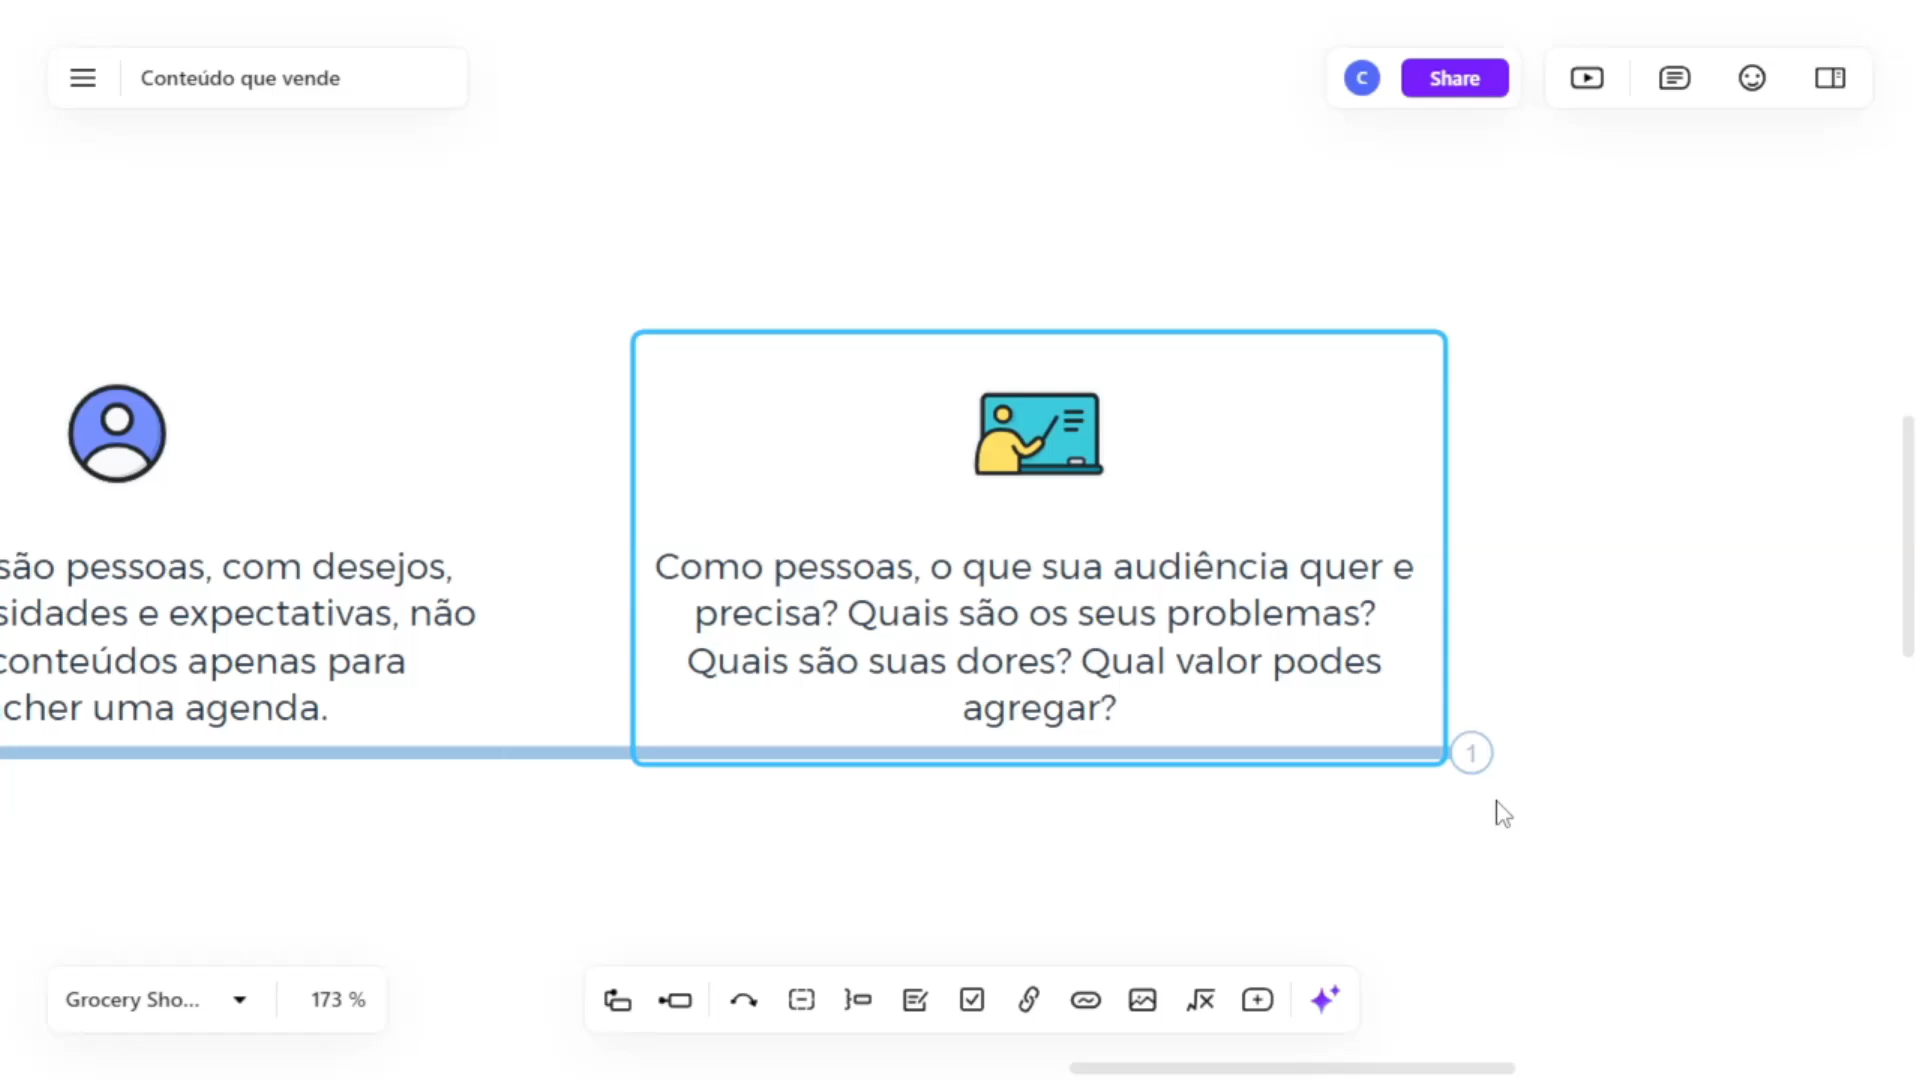 Conteúdo que vende
C
Share
são pessoas, com desejos,
e expectativas, não
conteúdos apenas para
uma agenda.
Como pessoas, o que sua audiência quer e
precisa? Quais são os seus problemas?
Quais são suas dores? Qual valor podes
agregar?
1
Grocery Sho...
173 %